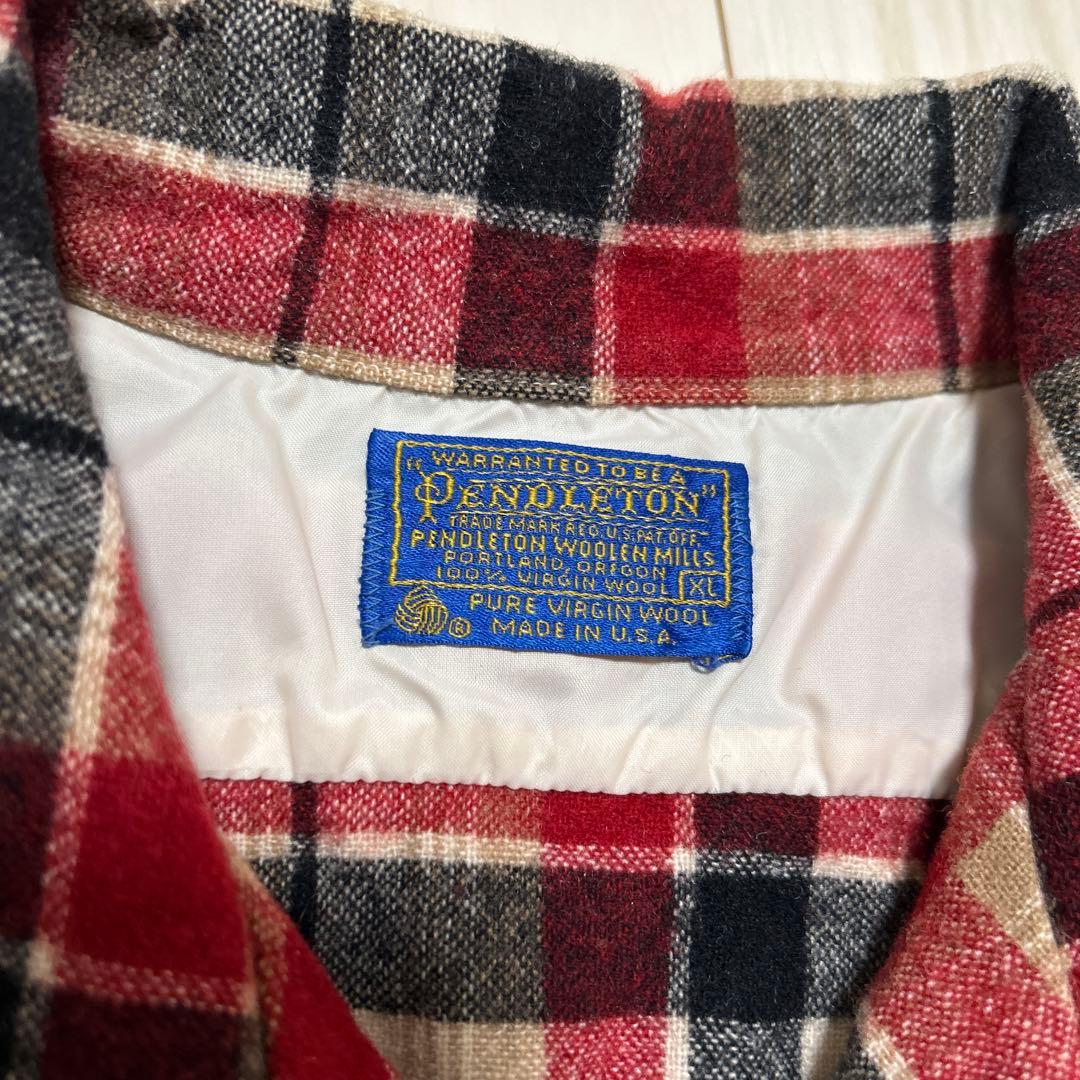 WARRANTED TO BE A
"PENDLETON"
TRADE MARK REG. U.S. PAT. OFF.
PENDLETON WOOLEN MILLS
PORTLAND, OREGON
100% VIRGIN WOOL XL
PURE VIRGIN WOOL
® MADE IN U.S.A.